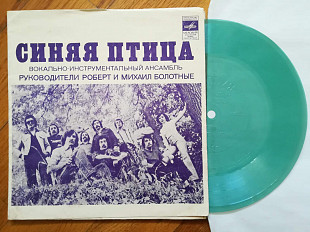 СИНЯЯ ПТИЦА
ВОКАЛЬНО-ИНСТРУМЕНТАЛЬНЫЙ АНСАМБЛЬ
РУКОВОДИТЕЛИ РОБЕРТ И МИХАИЛ БОЛОТНЫЕ